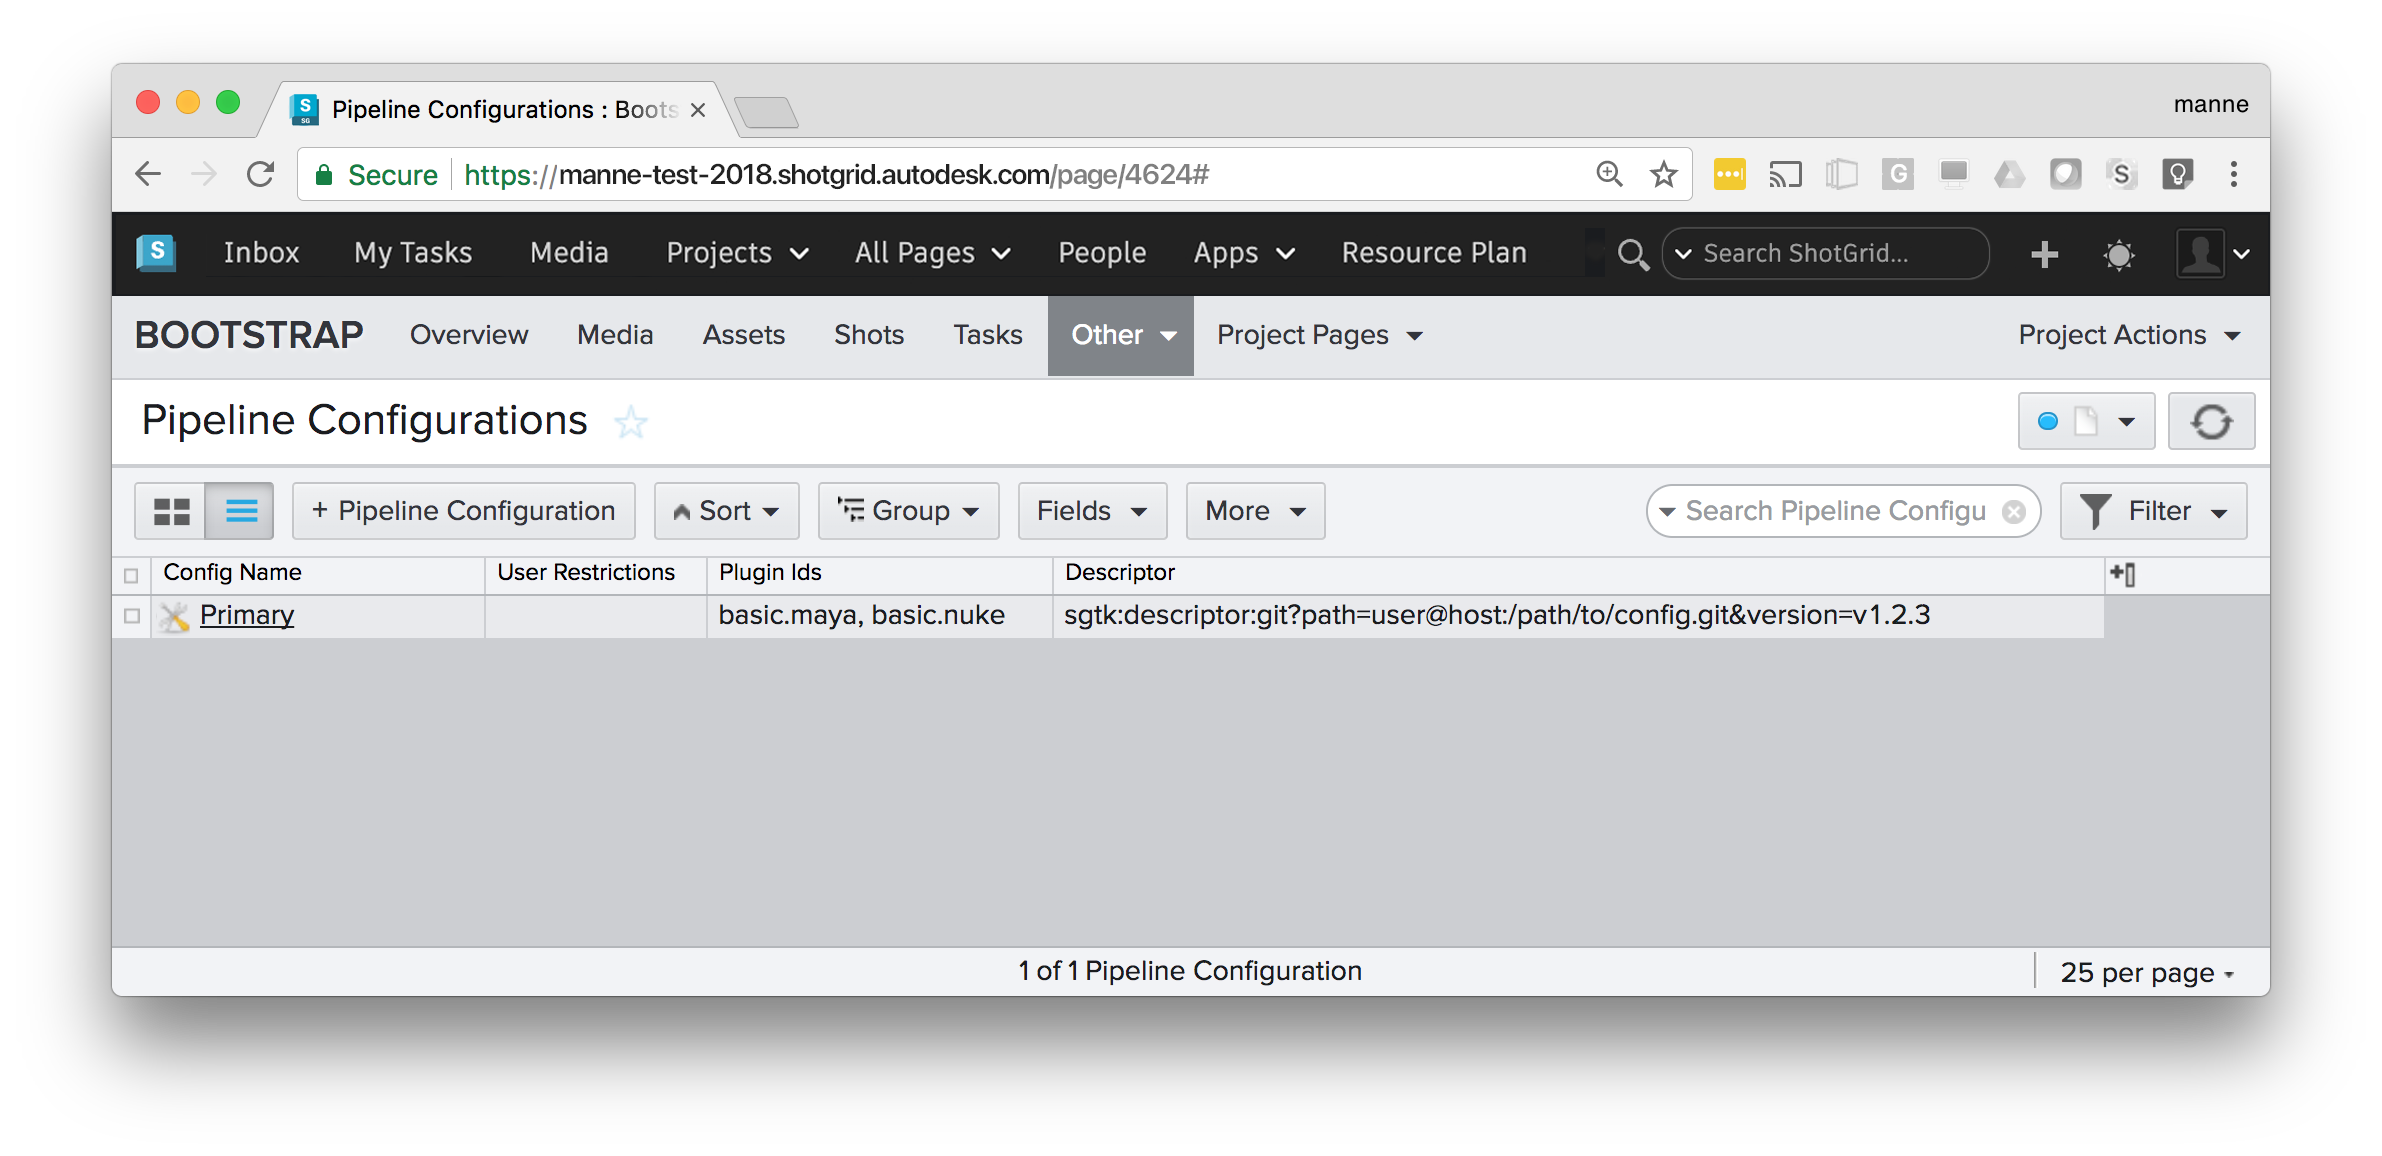 Pipeline Configurations : Boots
manne
Secure https://manne-test-2018.shotgrid.autodesk.com/page/4624#
Inbox My Tasks Media Projects All Pages People Apps Resource Plan Search ShotGrid...
BOOTSTRAP Overview Media Assets Shots Tasks Other Project Pages Project Actions
Pipeline Configurations
+ Pipeline Configuration Sort Group Fields More Search Pipeline Configu Filter
Config Name User Restrictions Plugin Ids Descriptor
Primary basic.maya, basic.nuke sgtk:descriptor:git?path=user@host:/path/to/config.git&version=v1.2.3
1 of 1 Pipeline Configuration 25 per page